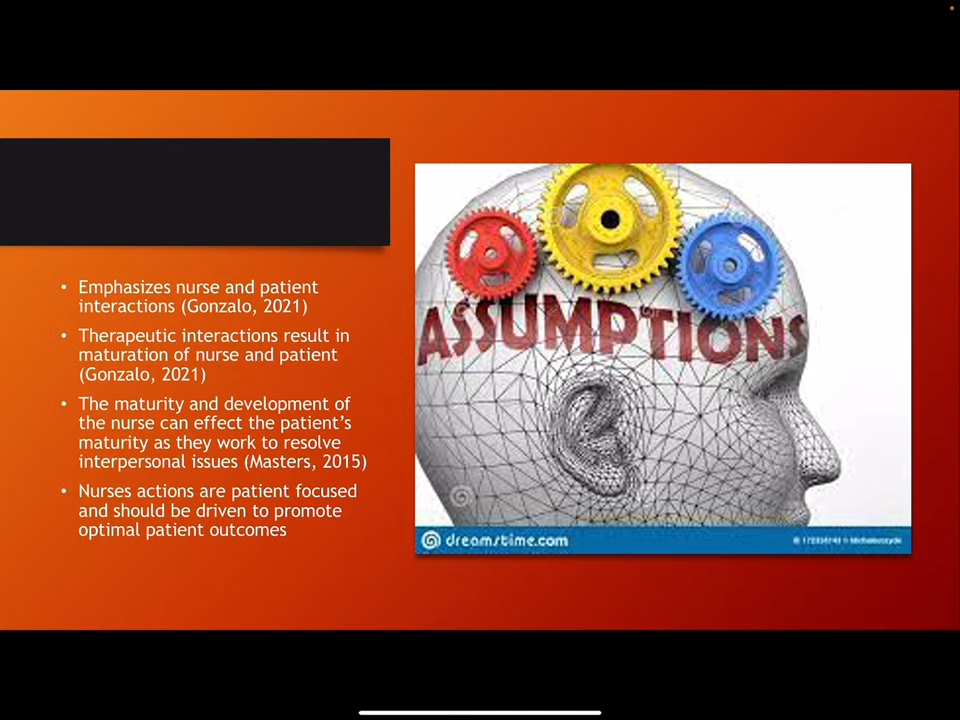 • Emphasizes nurse and patient
interactions (Gonzalo, 2021)
• Therapeutic interactions result in
maturation of nurse and patient
(Gonzalo, 2021)
• The maturity and development of
the nurse can effect the patient’s
maturity as they work to resolve
interpersonal issues (Masters, 2015)
• Nurses actions are patient focused
and should be driven to promote
optimal patient outcomes
ASSUMPTIONS
dreamstime.com